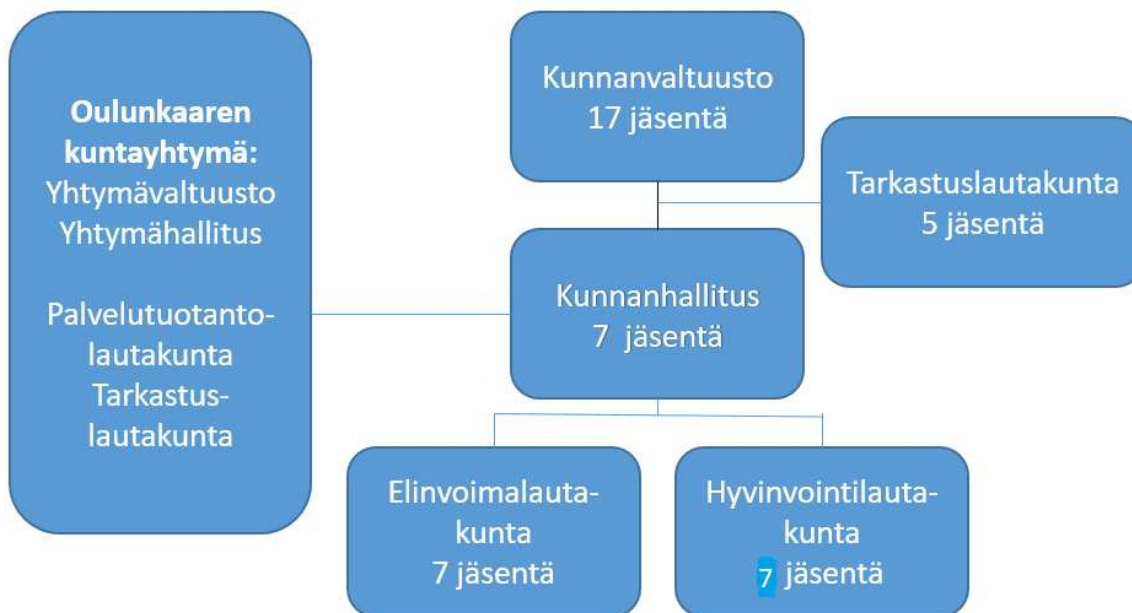 Oulunkaaren
kuntayhtymä:
Yhtymävaltuusto
Yhtymähallitus
Palvelutuotanto-
lautakunta
Tarkastus-
lautakunta
Kunnanvaltuusto
17 jäsentä
Tarkastuslautakunta
5 jäsentä
Kunnanhallitus
7 jäsentä
Elinvoimalauta-
kunta
7 jäsentä
Hyvinvointilauta-
kunta
7 jäsentä